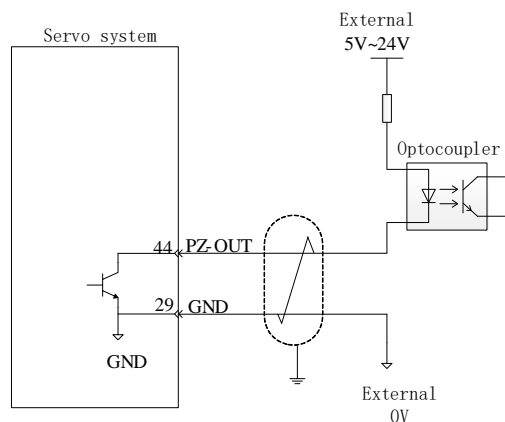 External
5V~24V
Servo system
Optocoupler
44 PZ-OUT
29 GND
GND
External
0V